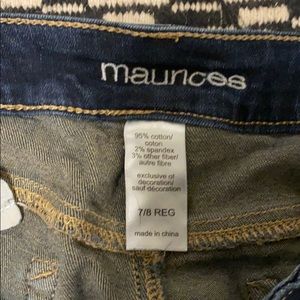 maurices
95% cotton/
coton
2% spandex
3% other fiber/
autre fibre
exclusive of
decoration/
sauf décoration
7/8 REG
made in china